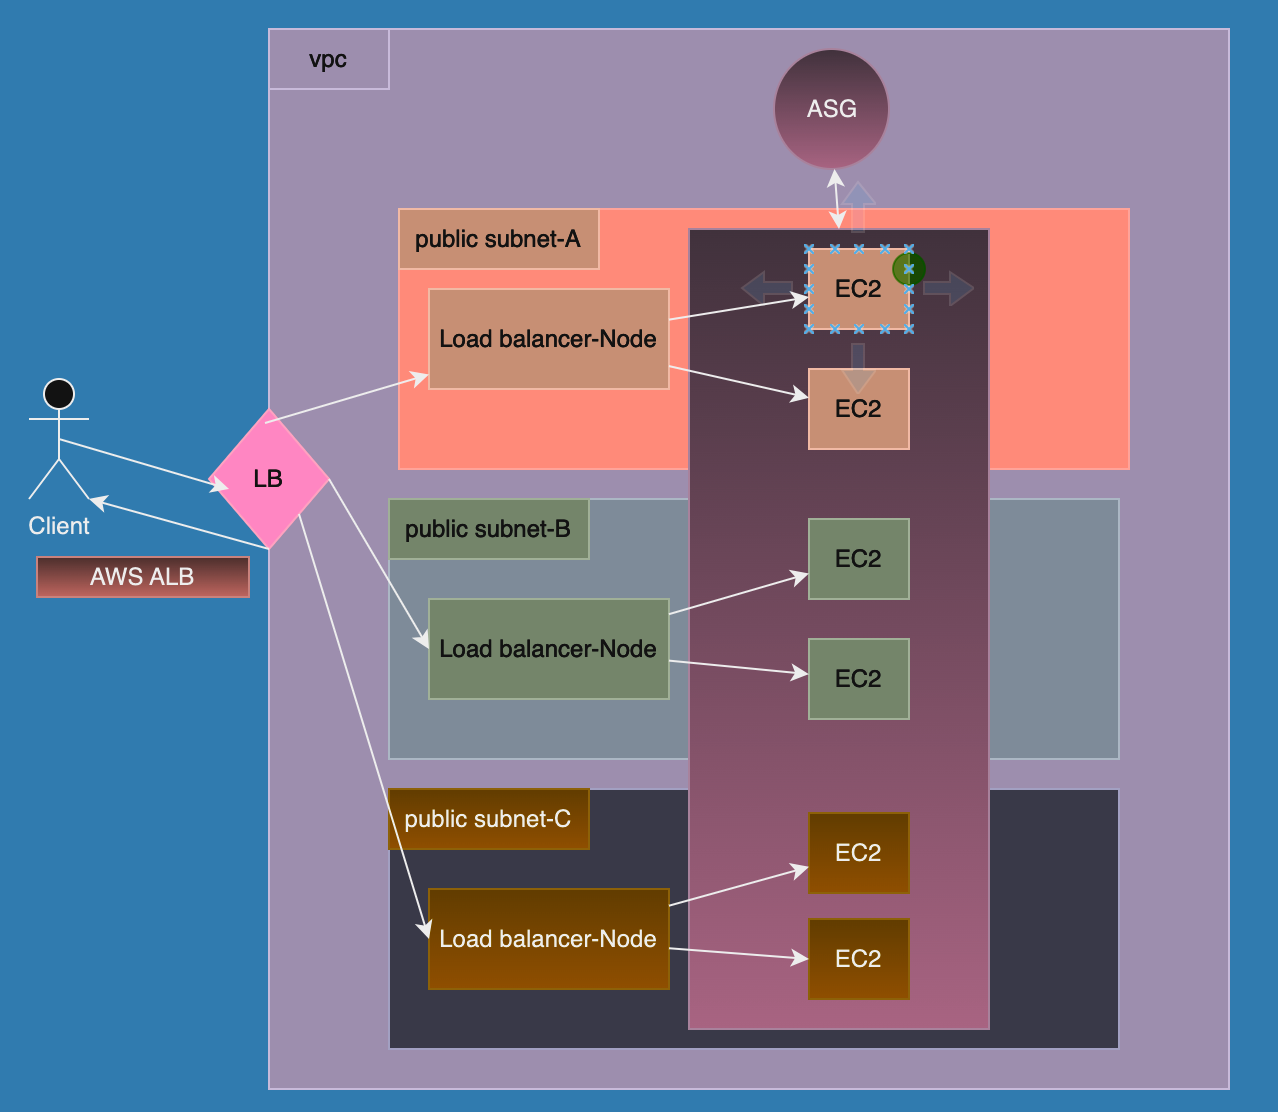 vpc
ASG
public subnet-A
EC2
Load balancer-Node
EC2
LB
Client
public subnet-B
AWS ALB
EC2
Load balancer-Node
EC2
public subnet-C
EC2
Load balancer-Node
EC2